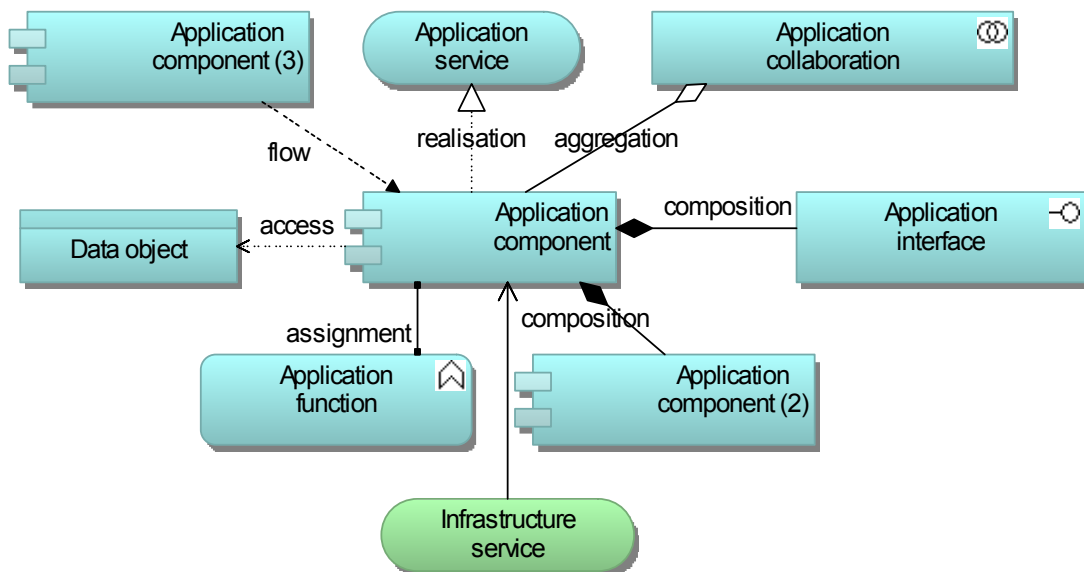 Application
component (3)
Application
service
Application
collaboration
flow
realisation
aggregation
Data object
access
Application
component
composition
Application
interface
assignment
composition
Application
function
Application
component (2)
Infrastructure
service